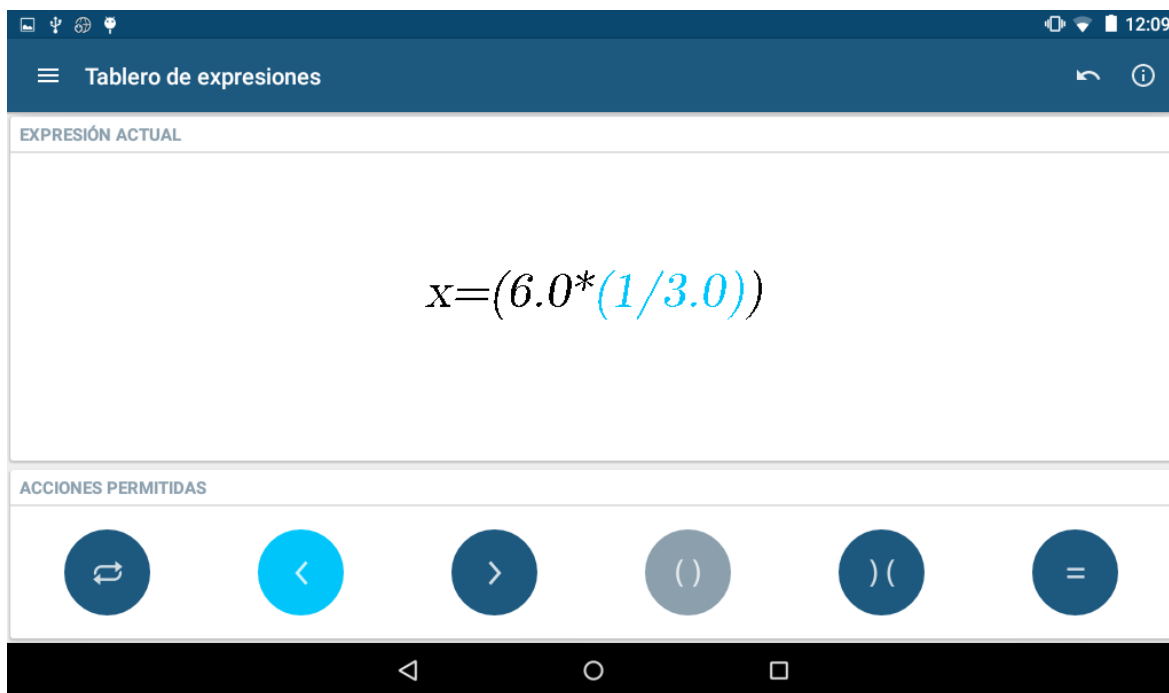 12:09
Tablero de expresiones
EXPRESIÓN ACTUAL
x=(6.0*(1/3.0))
ACCIONES PERMITIDAS
< > () )( =